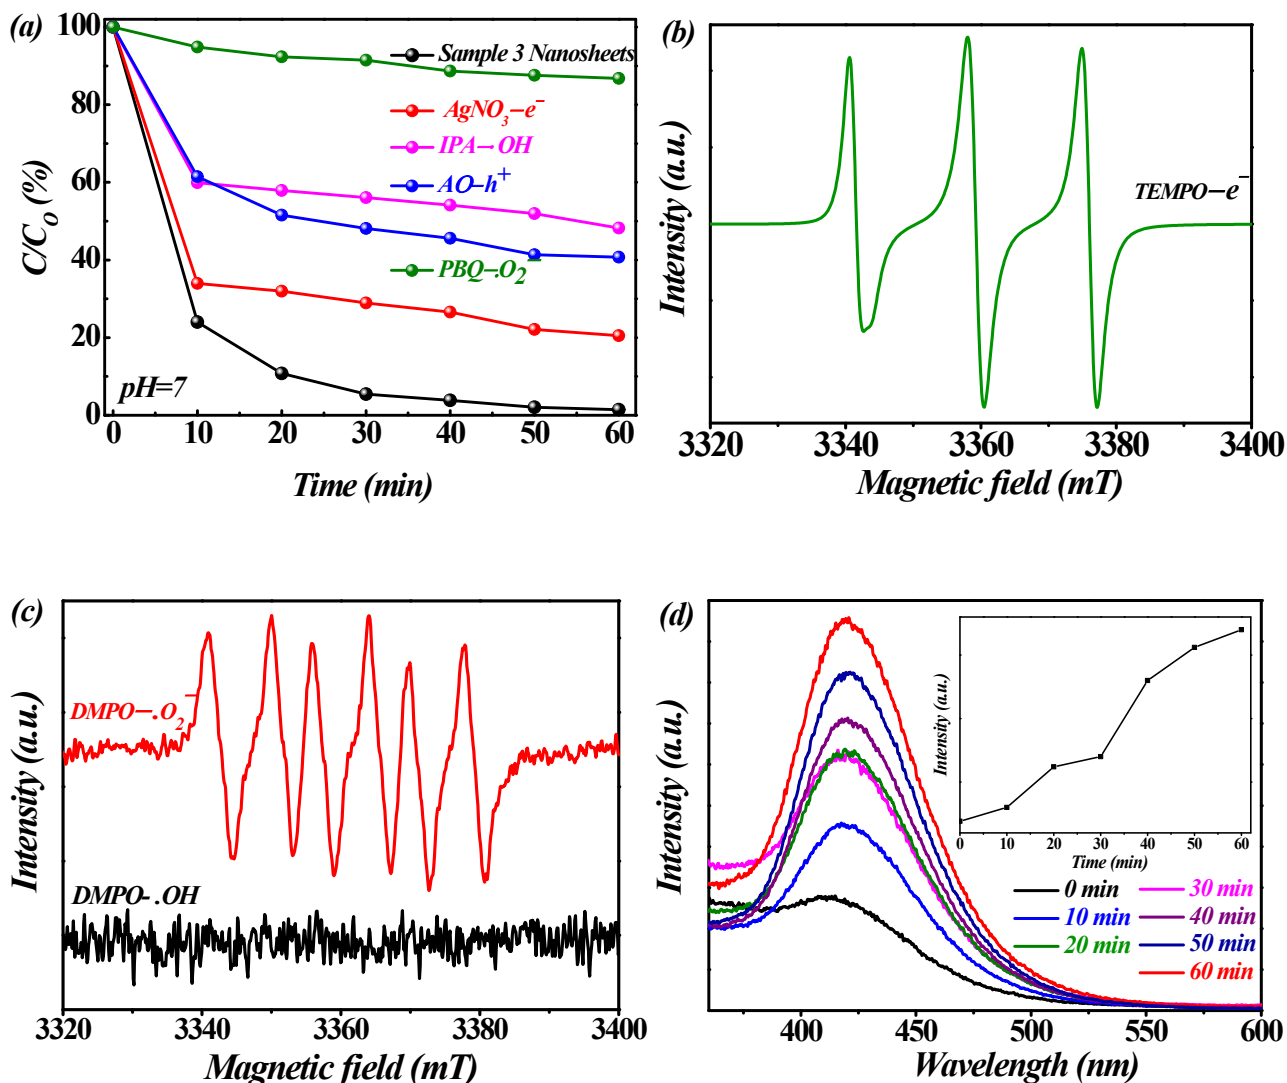 (a)
100
80
60
40
20
0
C/C_O (%)
Sample 3 Nanosheets
AgNO_3–e^−
IPA→OH
AO–h^+
PBQ–.O_2^−
pH=7
0 10 20 30 40 50 60
Time (min)
(b)
Intensity (a.u.)
TEMPO–e^−
3320 3340 3360 3380 3400
Magnetic field (mT)
(c)
Intensity (a.u.)
DMPO–.O_2^−
DMPO-.OH
3320 3340 3360 3380 3400
Magnetic field (mT)
(d)
Intensity (a.u.)
Intensity (a.u.)
0 10 20 30 40 50 60
Time (min)
0 min 30 min
10 min 40 min
20 min 50 min
60 min
400 450 500 550 600
Wavelength (nm)